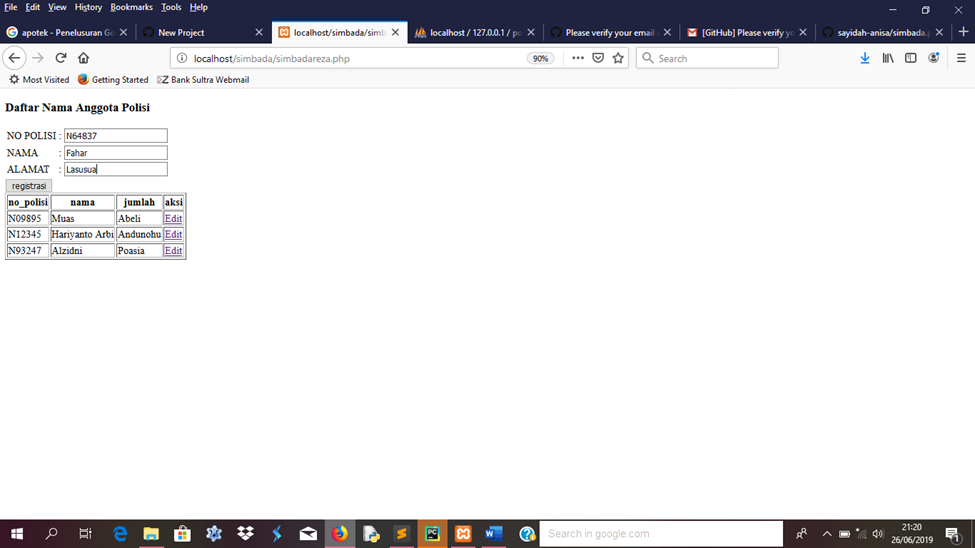 File Edit View History Bookmarks Tools Help
apotek - Penelusuran Go
New Project
localhost/simbada/simb
localhost / 127.0.0.1 / po
Please verify your email
[GitHub] Please verify yo
sayidah-anisa/simbada.p
localhost/simbada/simbadareza.php
90%
Search
Most Visited Getting Started Bank Sultra Webmail
Daftar Nama Anggota Polisi
NO POLISI : N64837
NAMA : Fahar
ALAMAT : Lasusua
registrasi
no_polisi nama jumlah aksi
N09895 Muas Abeli Edit
N12345 Hariyanto Arbi Andunohu Edit
N93247 Alzidni Poasia Edit
Search in google.com
21:20
26/06/2019